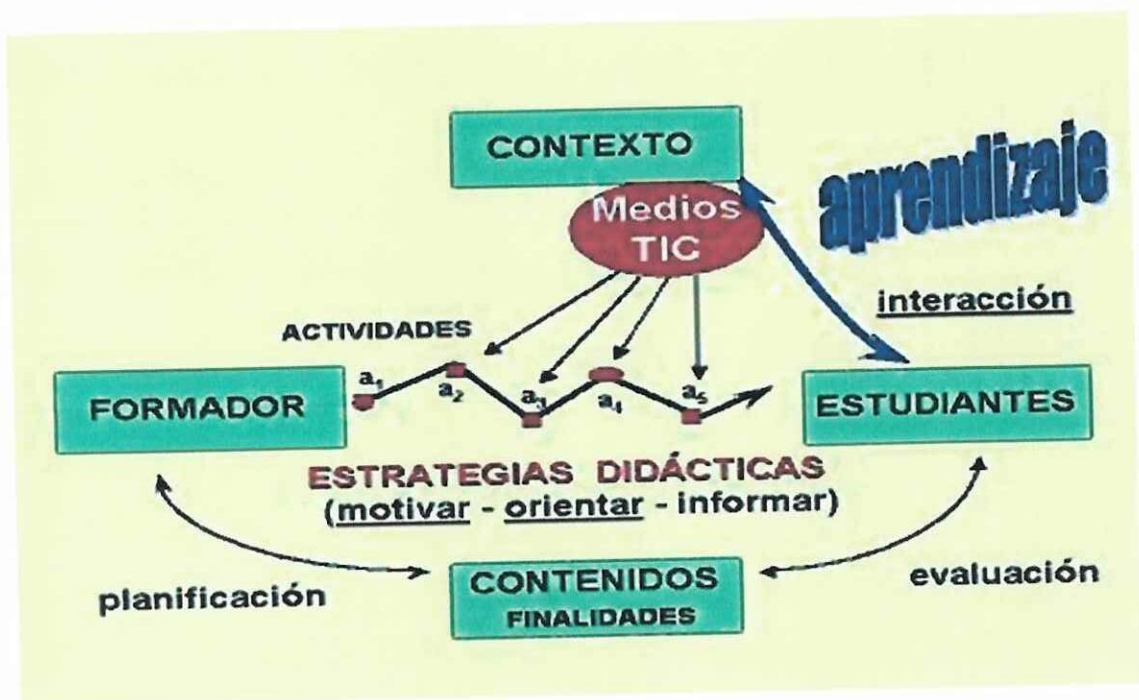 CONTEXTO
aprendizaje
Medios
TIC
interacción
ACTIVIDADES
FORMADOR
a1
a2
a3
a4
a5
ESTUDIANTES
ESTRATEGIAS DIDÁCTICAS
(motivar - orientar - informar)
planificación
CONTENIDOS
FINALIDADES
evaluación